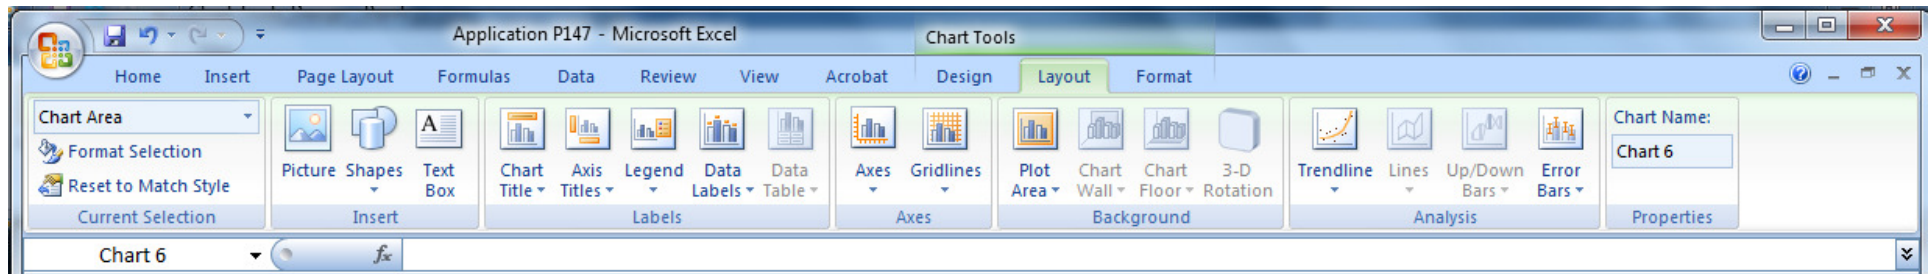 Application P147 - Microsoft Excel
Chart Tools
Home Insert Page Layout Formulas Data Review View Acrobat Design Layout Format
Chart Area
Format Selection
Reset to Match Style
Current Selection
Picture Shapes Text Box
Insert
Chart Title Axis Titles Legend Data Labels Data Table
Labels
Axes Gridlines
Axes
Plot Area Chart Wall Chart Floor 3-D Rotation
Background
Trendline Lines Up/Down Bars Error Bars
Analysis
Chart Name:
Chart 6
Properties
Chart 6 fx